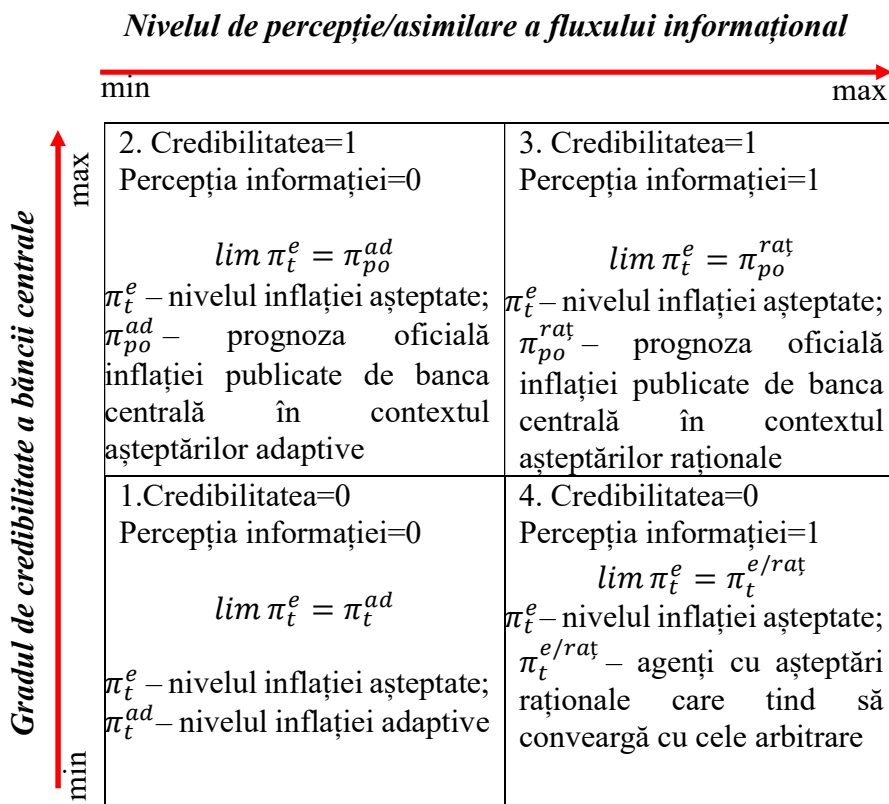 Nivelul de percepție/asimilare a fluxului informațional
min
max
Gradul de credibilitate a băncii centrale
max
min
2. Credibilitatea=1
Percepția informației=0
lim π_t^e = π_po^ad
π_t^e – nivelul inflației așteptate;
π_po^ad – prognoza oficială
inflației publicate de banca
centrală în contextul
așteptărilor adaptive
3. Credibilitatea=1
Percepția informației=1
lim π_t^e = π_po^raț
π_t^e – nivelul inflației așteptate;
π_po^raț – prognoza oficială
inflației publicate de banca
centrală în contextul
așteptărilor raționale
1.Credibilitatea=0
Percepția informației=0
lim π_t^e = π_t^ad
π_t^e – nivelul inflației așteptate;
π_t^ad – nivelul inflației adaptive
4. Credibilitatea=0
Percepția informației=1
lim π_t^e = π_t^e/raț
π_t^e – nivelul inflației așteptate;
π_t^e/raț – agenți cu așteptări
raționale care tind să
conveargă cu cele arbitrare